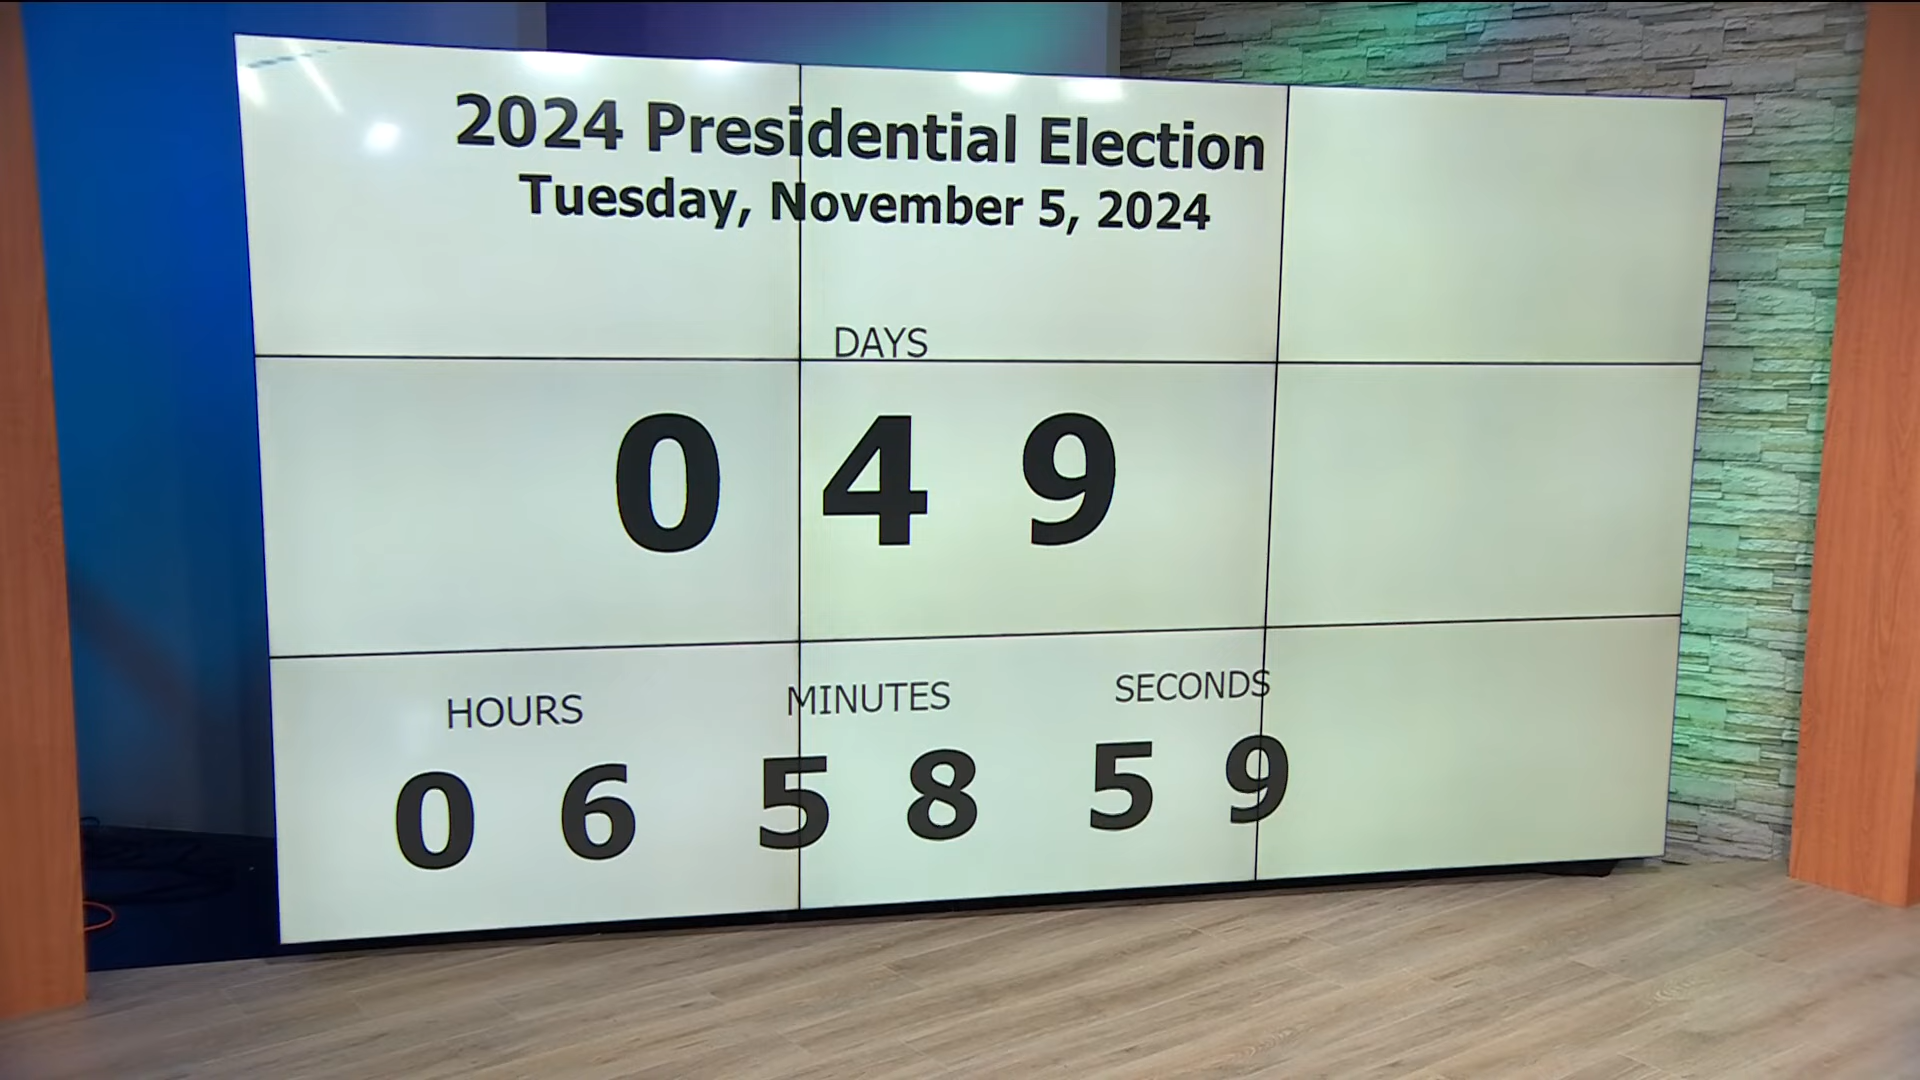 2024 Presidential Election
Tuesday, November 5, 2024
DAYS
0 4 9
HOURS MINUTES SECONDS
0 6 5 8 5 9